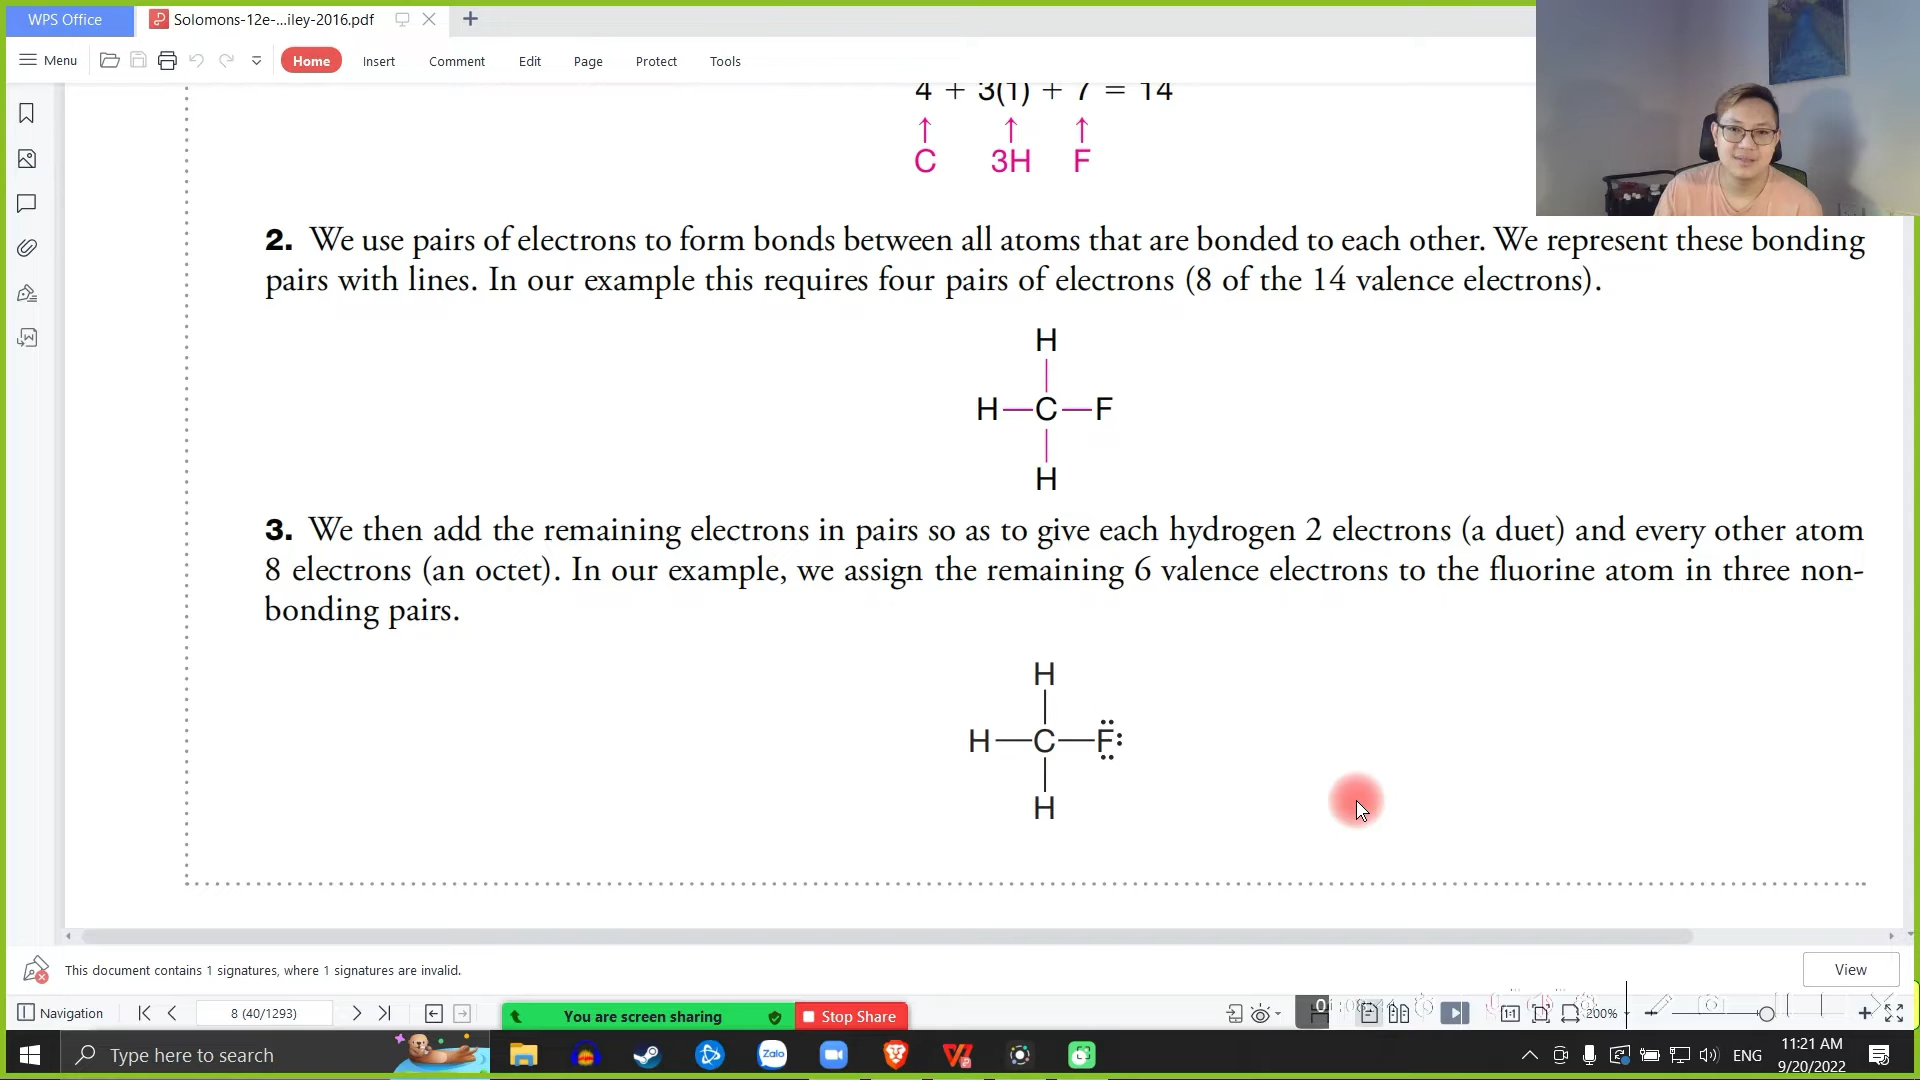 WPS Office
Solomons-12e-...iley-2016.pdf
Menu
Home
Insert
Comment
Edit
Page
Protect
Tools
4 + 3(1) + 7 = 14
C 3H F
2. We use pairs of electrons to form bonds between all atoms that are bonded to each other. We represent these bonding
pairs with lines. In our example this requires four pairs of electrons (8 of the 14 valence electrons).
H
H—C—F
H
3. We then add the remaining electrons in pairs so as to give each hydrogen 2 electrons (a duet) and every other atom
8 electrons (an octet). In our example, we assign the remaining 6 valence electrons to the fluorine atom in three non-
bonding pairs.
H
H—C—F
H
This document contains 1 signatures, where 1 signatures are invalid.
View
Navigation
8 (40/1293)
You are screen sharing
Stop Share
1:1
200%
Type here to search
Zalo
ENG
11:21 AM
9/20/2022